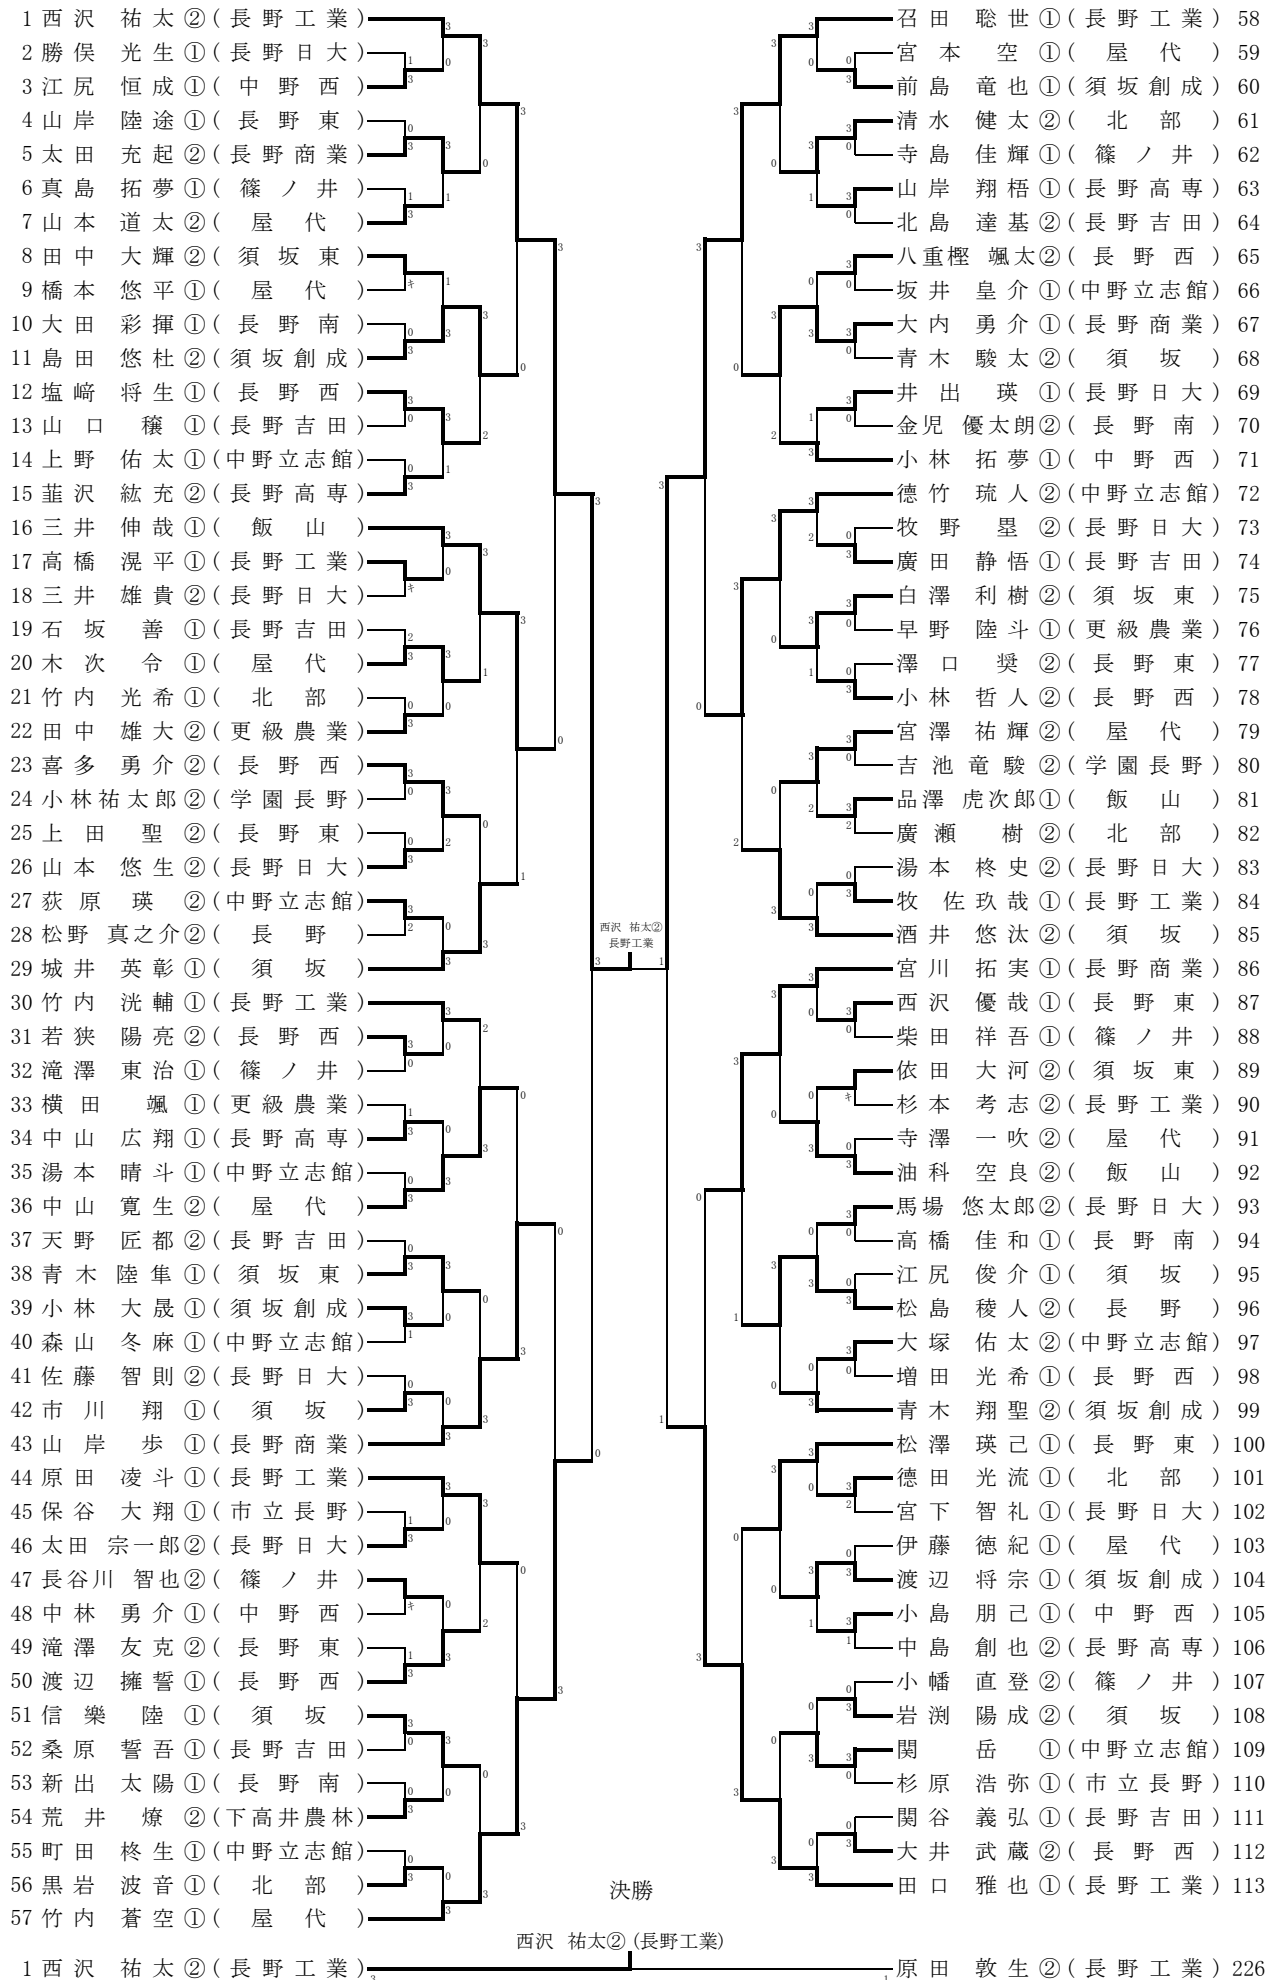 1 西沢 祐太②(長野工業)
2 勝俣 光生①(長野日大)
3 江尻 恒成①(中野西)
4 山岸 陸途①(長野東)
5 太田 充起②(長野商業)
6 真島 拓夢①(篠ノ井)
7 山本 道太②(屋代)
8 田中 大輝②(須坂東)
9 橋本 悠平①(屋代)
10 大田 彩揮①(長野南)
11 島田 悠杜②(須坂創成)
12 塩﨑 将生①(長野西)
13 山口 穣①(長野吉田)
14 上野 佑太①(中野立志館)
15 韮沢 紘充②(長野高専)
16 三井 伸哉①(飯山)
17 高橋 滉平①(長野工業)
18 三井 雄貴②(長野日大)
19 石坂 善①(長野吉田)
20 木次 令①(屋代)
21 竹内 光希①(北部)
22 田中 雄大②(更級農業)
23 喜多 勇介②(長野西)
24 小林祐太郎②(学園長野)
25 上田 聖②(長野東)
26 山本 悠生②(長野日大)
27 荻原 瑛②(中野立志館)
28 松野 真之介②(長野)
29 城井 英彰①(須坂)
30 竹内 洸輔①(長野工業)
31 若狭 陽亮②(長野西)
32 滝澤 東治①(篠ノ井)
33 横田 颯①(更級農業)
34 中山 広翔①(長野高専)
35 湯本 晴斗①(中野立志館)
36 中山 寛生②(屋代)
37 天野 匠都②(長野吉田)
38 青木 陸隼①(須坂東)
39 小林 大晟①(須坂創成)
40 森山 冬麻①(中野立志館)
41 佐藤 智則②(長野日大)
42 市川 翔①(須坂)
43 山岸 歩①(長野商業)
44 原田 凌斗①(長野工業)
45 保谷 大翔①(市立長野)
46 太田 宗一郎②(長野日大)
47 長谷川 智也②(篠ノ井)
48 中林 勇介①(中野西)
49 滝澤 友克②(長野東)
50 渡辺 擁誓①(長野西)
51 信樂 陸①(須坂)
52 桑原 誓吾①(長野吉田)
53 新出 太陽①(長野南)
54 荒井 燎②(下高井農林)
55 町田 柊生①(中野立志館)
56 黒岩 波音①(北部)
57 竹内 蒼空①(屋代)
西沢 祐太②
長野工業
3 1
召田 聡世①(長野工業) 58
宮本 空①(屋代) 59
前島 竜也①(須坂創成) 60
清水 健太②(北部) 61
寺島 佳輝①(篠ノ井) 62
山岸 翔悟①(長野高専) 63
北島 達基②(長野吉田) 64
八重樫 颯太②(長野西) 65
坂井 皇介①(中野立志館) 66
大内 勇介①(長野商業) 67
青木 駿太②(須坂) 68
井出 瑛①(長野日大) 69
金児 優太朗②(長野南) 70
小林 拓夢①(中野西) 71
德竹 琉人②(中野立志館) 72
牧野 塁②(長野日大) 73
廣田 静悟①(長野吉田) 74
白澤 利樹②(須坂東) 75
早野 陸斗①(更級農業) 76
澤口 奨②(長野東) 77
小林 哲人②(長野西) 78
宮澤 祐輝②(屋代) 79
吉池 竜駿②(学園長野) 80
品澤 虎次郎①(飯山) 81
廣瀬 樹②(北部) 82
湯本 柊史②(長野日大) 83
牧 佐玖哉①(長野工業) 84
酒井 悠汰②(須坂) 85
宮川 拓実①(長野商業) 86
西沢 優哉①(長野東) 87
柴田 祥吾①(篠ノ井) 88
依田 大河②(須坂東) 89
杉本 考志②(長野工業) 90
寺澤 一吹②(屋代) 91
油科 空良②(飯山) 92
馬場 悠太郎②(長野日大) 93
高橋 佳和①(長野南) 94
江尻 俊介①(須坂) 95
松島 稜人②(長野) 96
大塚 佑太②(中野立志館) 97
増田 光希①(長野西) 98
青木 翔聖②(須坂創成) 99
松澤 瑛己①(長野東) 100
德田 光流①(北部) 101
宮下 智礼①(長野日大) 102
伊藤 徳紀①(屋代) 103
渡辺 将宗①(須坂創成) 104
小島 朋己①(中野西) 105
中島 創也②(長野高専) 106
小幡 直登②(篠ノ井) 107
岩渕 陽成②(須坂) 108
関 岳①(中野立志館) 109
杉原 浩弥①(市立長野) 110
関谷 義弘①(長野吉田) 111
大井 武蔵②(長野西) 112
田口 雅也①(長野工業) 113
決勝
西沢 祐太②(長野工業)
1 西沢 祐太②(長野工業) 3 1 原田 敦生②(長野工業) 226